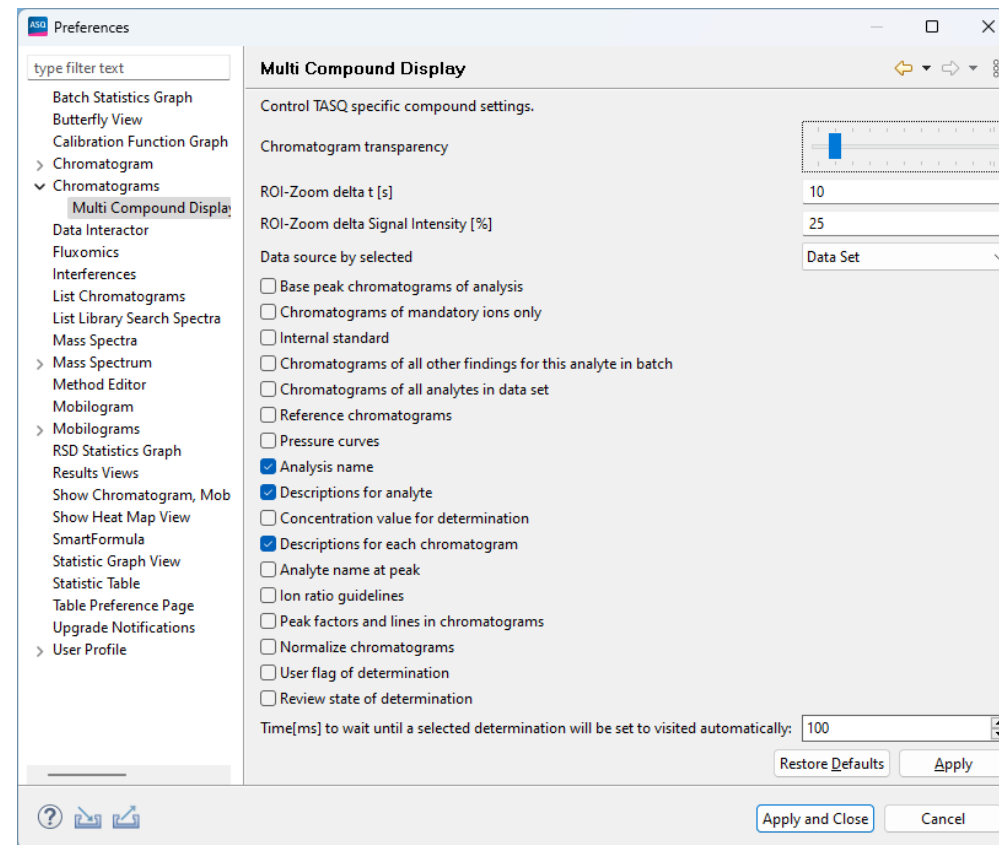 ASQ Preferences
type filter text
Batch Statistics Graph
Butterfly View
Calibration Function Graph
Chromatogram
Chromatograms
Multi Compound Display
Data Interactor
Fluxomics
Interferences
List Chromatograms
List Library Search Spectra
Mass Spectra
Mass Spectrum
Method Editor
Mobilogram
Mobilograms
RSD Statistics Graph
Results Views
Show Chromatogram, Mob
Show Heat Map View
SmartFormula
Statistic Graph View
Statistic Table
Table Preference Page
Upgrade Notifications
User Profile
Multi Compound Display
Control TASQ specific compound settings.
Chromatogram transparency
ROI-Zoom delta t [s] 10
ROI-Zoom delta Signal Intensity [%] 25
Data source by selected Data Set
Base peak chromatograms of analysis
Chromatograms of mandatory ions only
Internal standard
Chromatograms of all other findings for this analyte in batch
Chromatograms of all analytes in data set
Reference chromatograms
Pressure curves
Analysis name
Descriptions for analyte
Concentration value for determination
Descriptions for each chromatogram
Analyte name at peak
Ion ratio guidelines
Peak factors and lines in chromatograms
Normalize chromatograms
User flag of determination
Review state of determination
Time[ms] to wait until a selected determination will be set to visited automatically: 100
Restore Defaults Apply
? Apply and Close Cancel